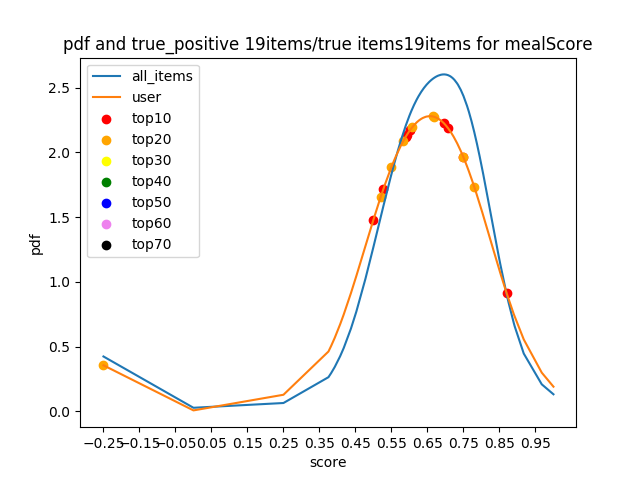 pdf and true_positive 19items/true items19items for mealScore
all_items
user
top10
top20
top30
top40
top50
top60
top70
pdf
2.5
2.0
1.5
1.0
0.5
0.0
−0.25 −0.15 −0.05 0.05 0.15 0.25 0.35 0.45 0.55 0.65 0.75 0.85 0.95
score